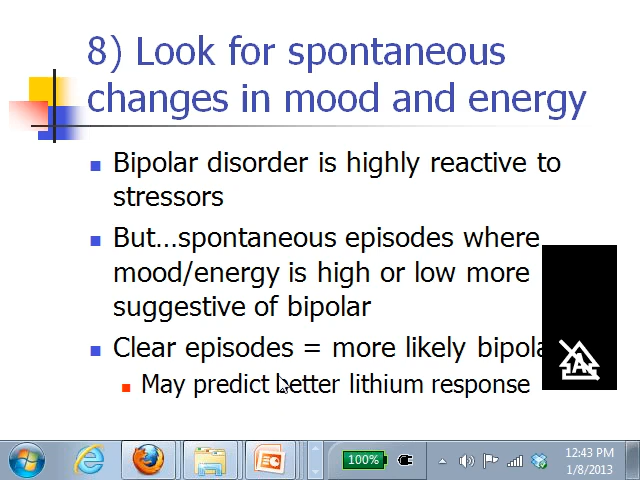 8) Look for spontaneous
changes in mood and energy
Bipolar disorder is highly reactive to
stressors
But…spontaneous episodes where
mood/energy is high or low more
suggestive of bipolar
Clear episodes = more likely bipola
May predict better lithium response
A
100%
12:43 PM
1/8/2013